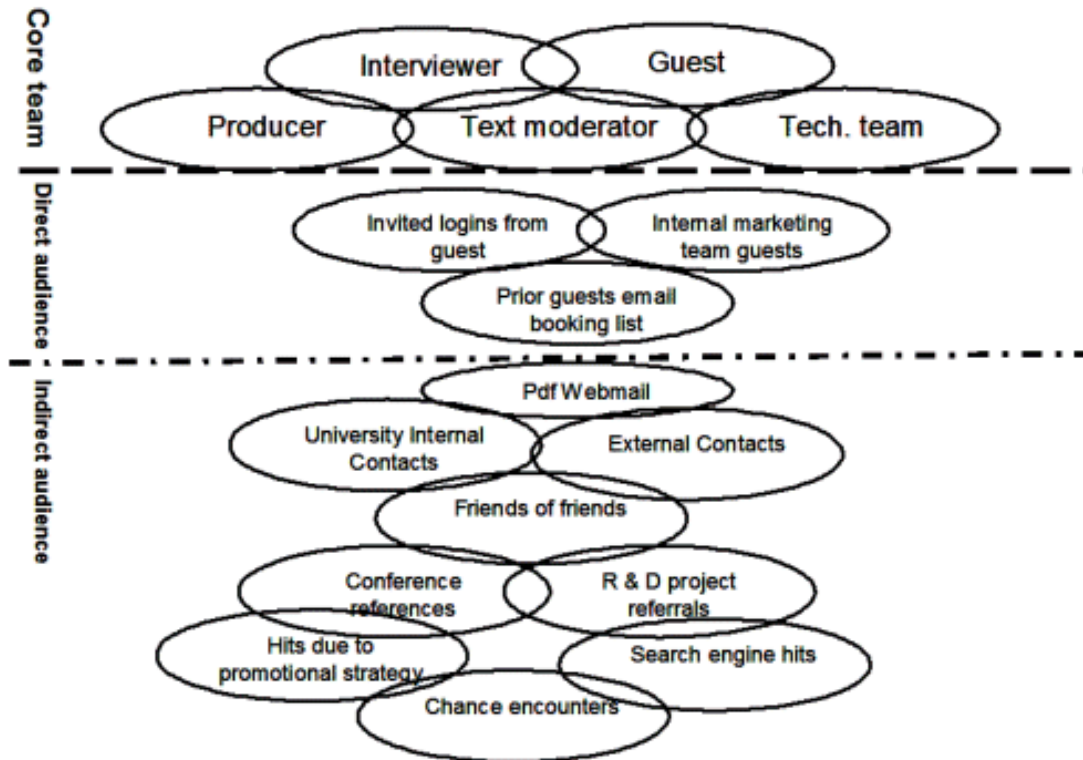 Core team
Interviewer
Guest
Producer
Text moderator
Tech. team
Direct audience
Invited logins from
guest
Internal marketing
team guests
Prior guests email
booking list
Indirect audience
Pdf Webmail
University Internal
Contacts
External Contacts
Friends of friends
Conference
references
R & D project
referrals
Hits due to
promotional strategy
Search engine hits
Chance encounters